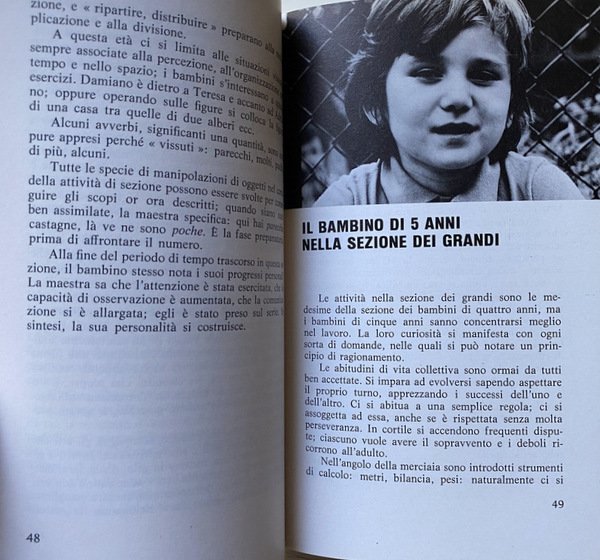 zione, e « ripartire, distribuire » preparano alla
plicazione e alla divisione.
A questa età ci si limita alle situazioni
sempre associate alla percezione, all'organizzazione
tempo e nello spazio; i bambini s'interessano a
esercizi. Damiano è dietro a Teresa e accanto ad
no; oppure operando sulle figure si colloca la
di una casa tra quelle di due alberi ecc.
Alcuni avverbi, significanti una quantità, sono
pure appresi perché « vissuti »: parecchi, molti,
di più, alcuni.
Tutte le specie di manipolazioni di oggetti nel
della attività di sezione possono essere svolte per
guire gli scopi or ora descritti; quando siano
ben assimilate, la maestra specifica: qui hai
castagne, là ve ne sono poche. È la fase preparatoria
prima di affrontare il numero.
Alla fine del periodo di tempo trascorso in questa
zione, il bambino stesso nota i suoi progressi personali
La maestra sa che l'attenzione è stata esercitata, che la
capacità di osservazione è aumentata, che la
zione si è allargata; egli è stato preso sul serio.
sintesi, la sua personalità si costruisce.
48
IL BAMBINO DI 5 ANNI
NELLA SEZIONE DEI GRANDI
Le attività nella sezione dei grandi sono le me-
desime della sezione dei bambini di quattro anni, ma
i bambini di cinque anni sanno concentrarsi meglio
nel lavoro. La loro curiosità si manifesta con ogni
sorta di domande, nelle quali si può notare un prin-
cipio di ragionamento.
Le abitudini di vita collettiva sono ormai da tutti
ben accettate. Si impara ad evolversi sapendo aspettare
il proprio turno, apprezzando i successi dell'uno e
dell'altro. Ci si abitua a una semplice regola; ci si
assoggetta ad essa, anche se è rispettata senza molta
perseveranza. In cortile si accendono frequenti dispu-
te; ciascuno vuole avere il sopravvento e i deboli ri-
corrono all'adulto.
Nell'angolo della merciaia sono introdotti strumenti
di calcolo: metri, bilancia, pesi: naturalmente ci si
49